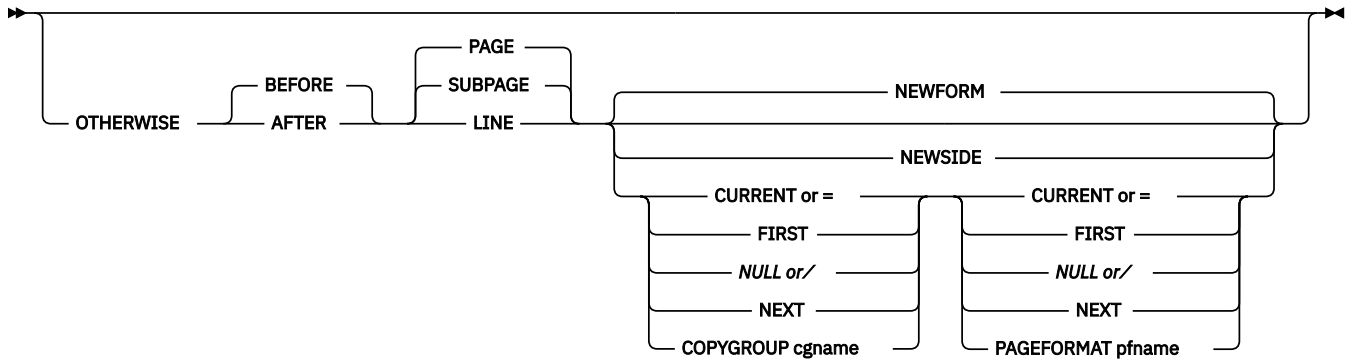 PAGE
BEFORE SUBPAGE NEWFORM
OTHERWISE AFTER LINE
NEWSIDE
CURRENT or = CURRENT or =
FIRST FIRST
NULL or/ NULL or/
NEXT NEXT
COPYGROUP cgname PAGEFORMAT pfname